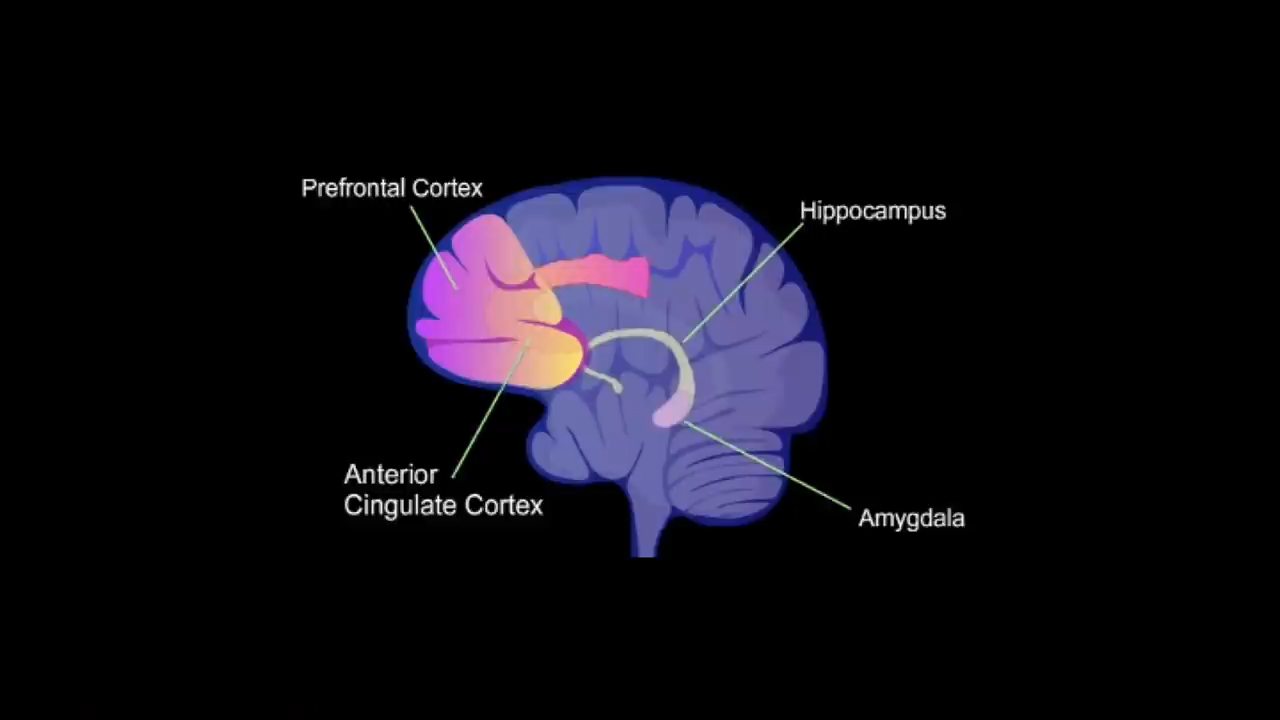 Prefrontal Cortex
Hippocampus
Anterior
Cingulate Cortex
Amygdala